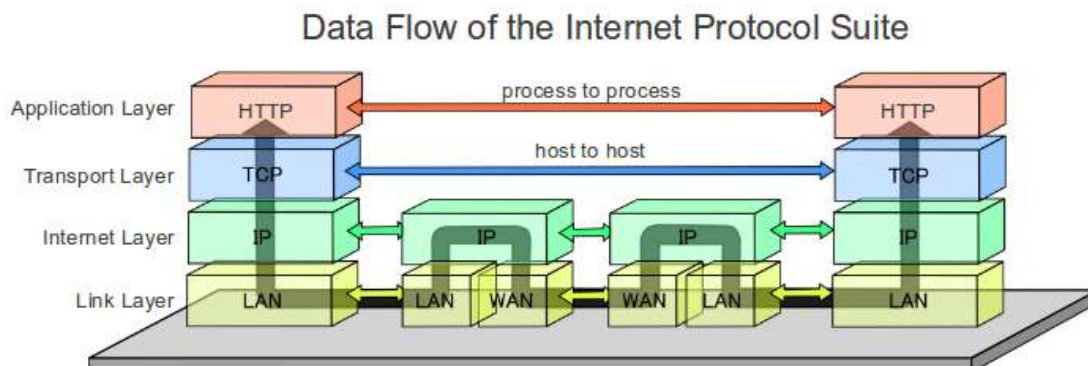 Data Flow of the Internet Protocol Suite
Application Layer HTTP process to process HTTP
Transport Layer TCP host to host TCP
Internet Layer IP IP IP IP
Link Layer LAN LAN WAN WAN LAN LAN